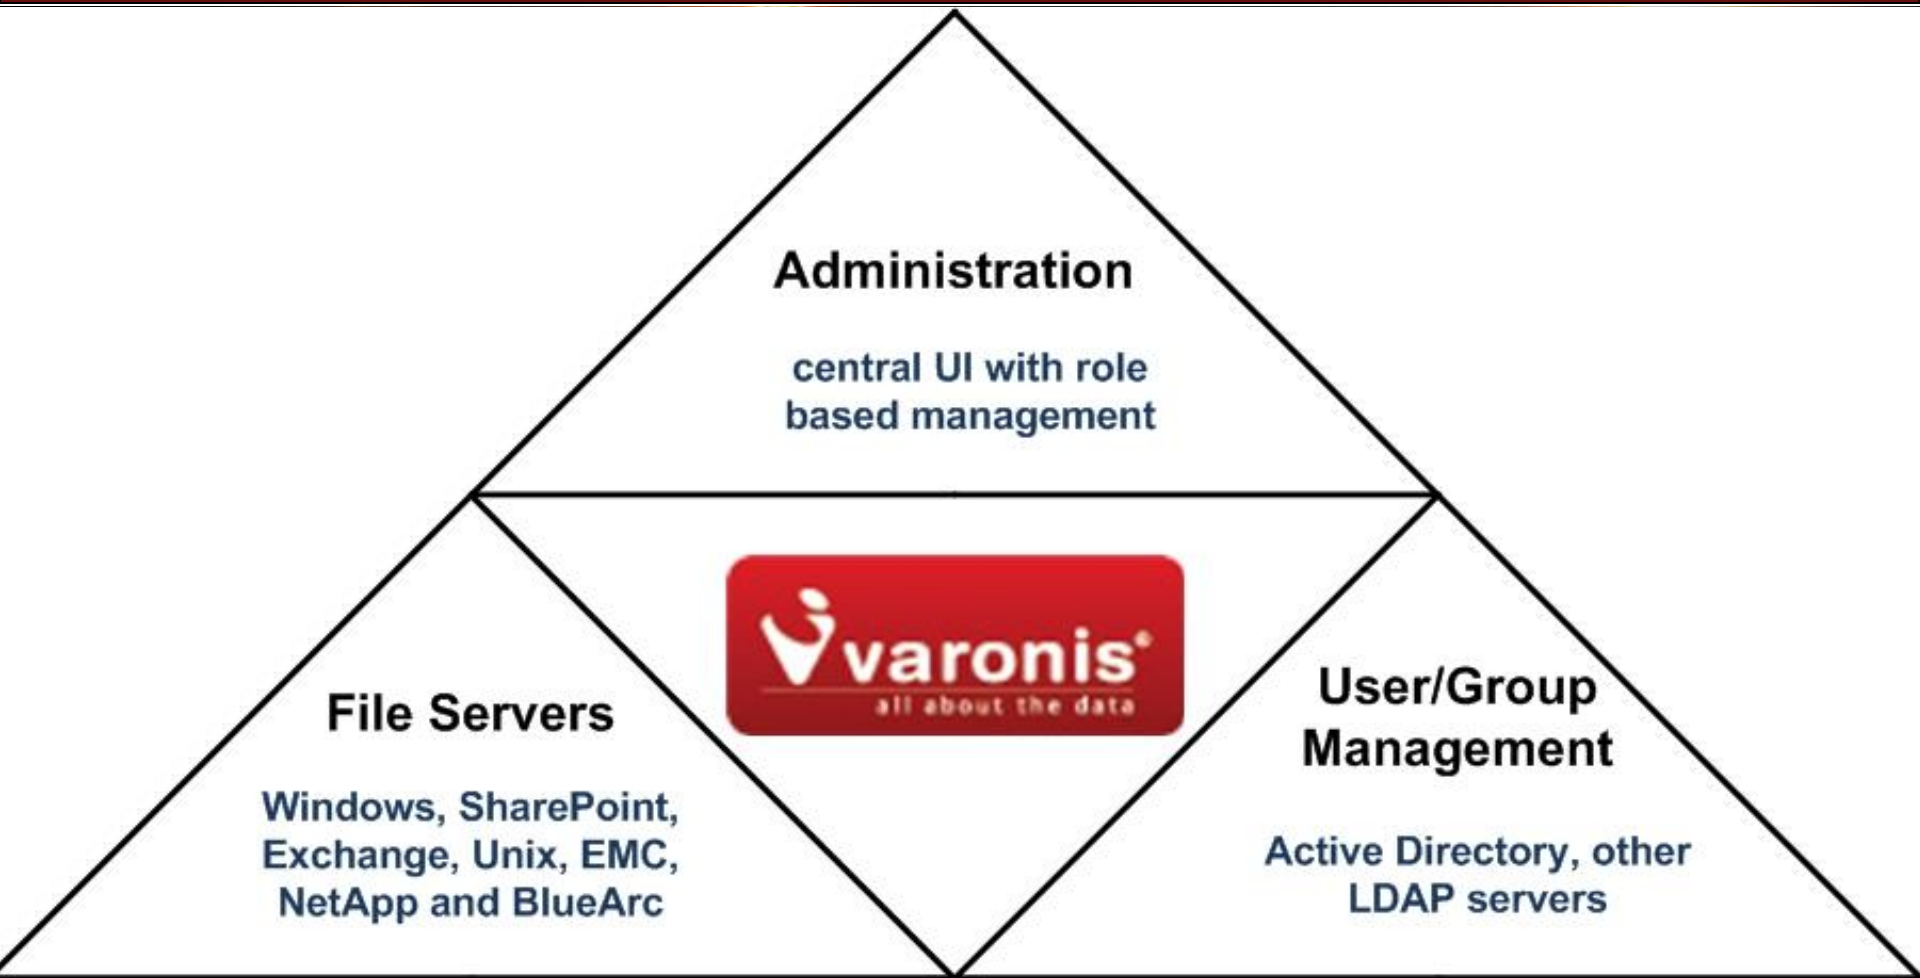 Administration
central UI with role
based management
varonis®
all about the data
File Servers
Windows, SharePoint,
Exchange, Unix, EMC,
NetApp and BlueArc
User/Group
Management
Active Directory, other
LDAP servers